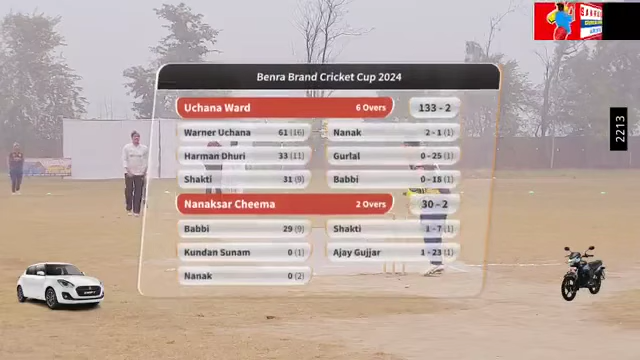 Benra Brand Cricket Cup 2024
Uchana Ward 6 Overs 133 - 2
Warner Uchana 61 (16) Nanak 2 - 1 (1)
Harman Dhuri 33 (11) Gurlal 0 - 25 (1)
Shakti 31 (9) Babbi 0 - 18 (1)
Nanaksar Cheema 2 Overs 30 - 2
Babbi 29 (9) Shakti 1 - 7 (1)
Kundan Sunam 0 (1) Ajay Gujjar 1 - 23 (1)
Nanak 0 (2)
2213